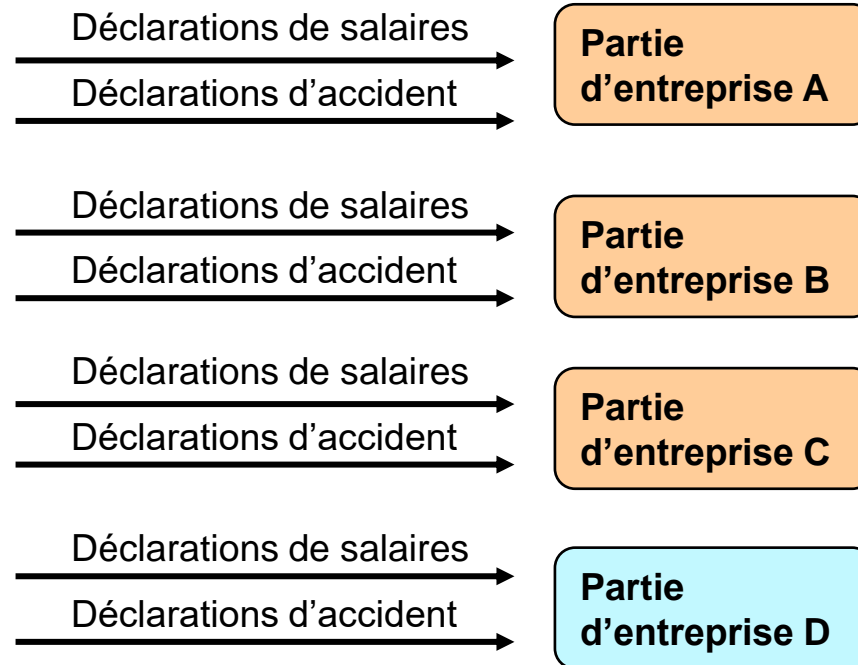 Déclarations de salaires
Déclarations d’accident
Partie
d’entreprise A
Déclarations de salaires
Déclarations d’accident
Partie
d’entreprise B
Déclarations de salaires
Déclarations d’accident
Partie
d’entreprise C
Déclarations de salaires
Déclarations d’accident
Partie
d’entreprise D